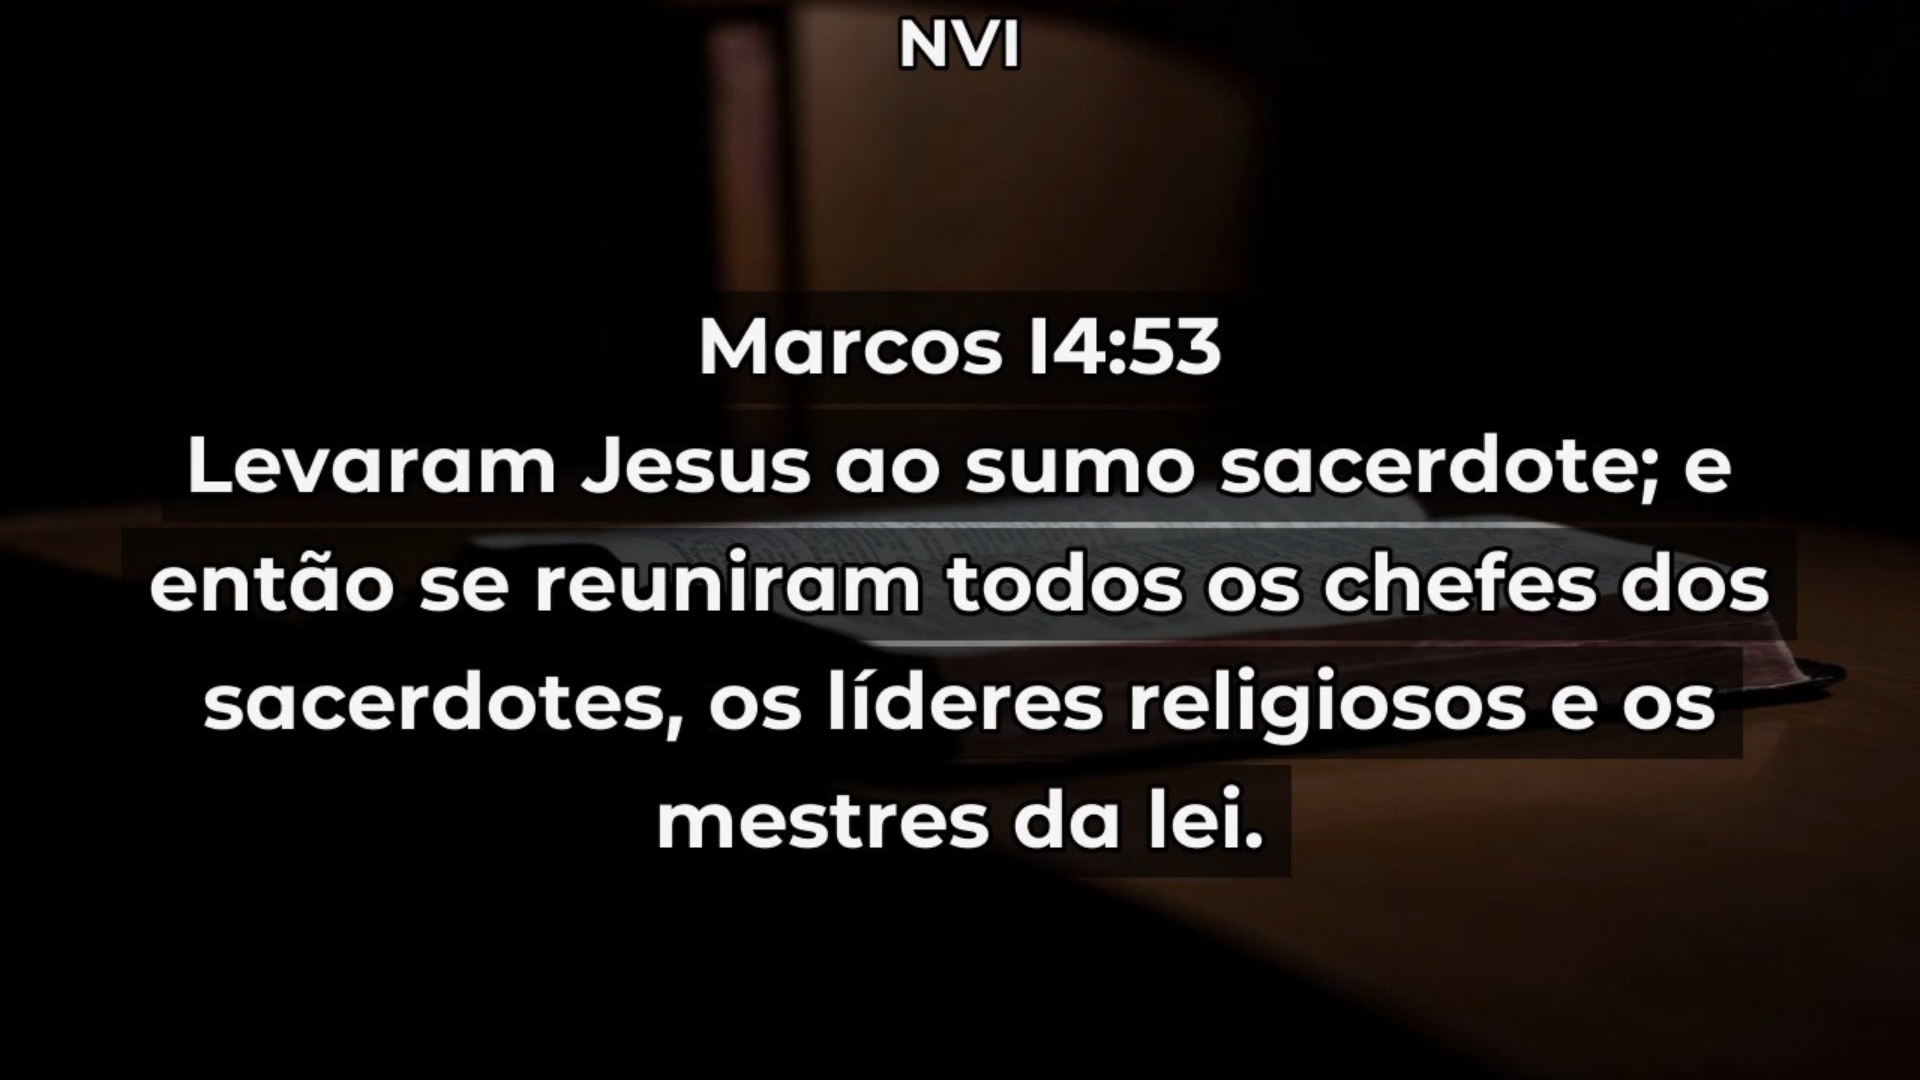 NVI
Marcos 14:53
Levaram Jesus ao sumo sacerdote; e
então se reuniram todos os chefes dos
sacerdotes, os líderes religiosos e os
mestres da lei.